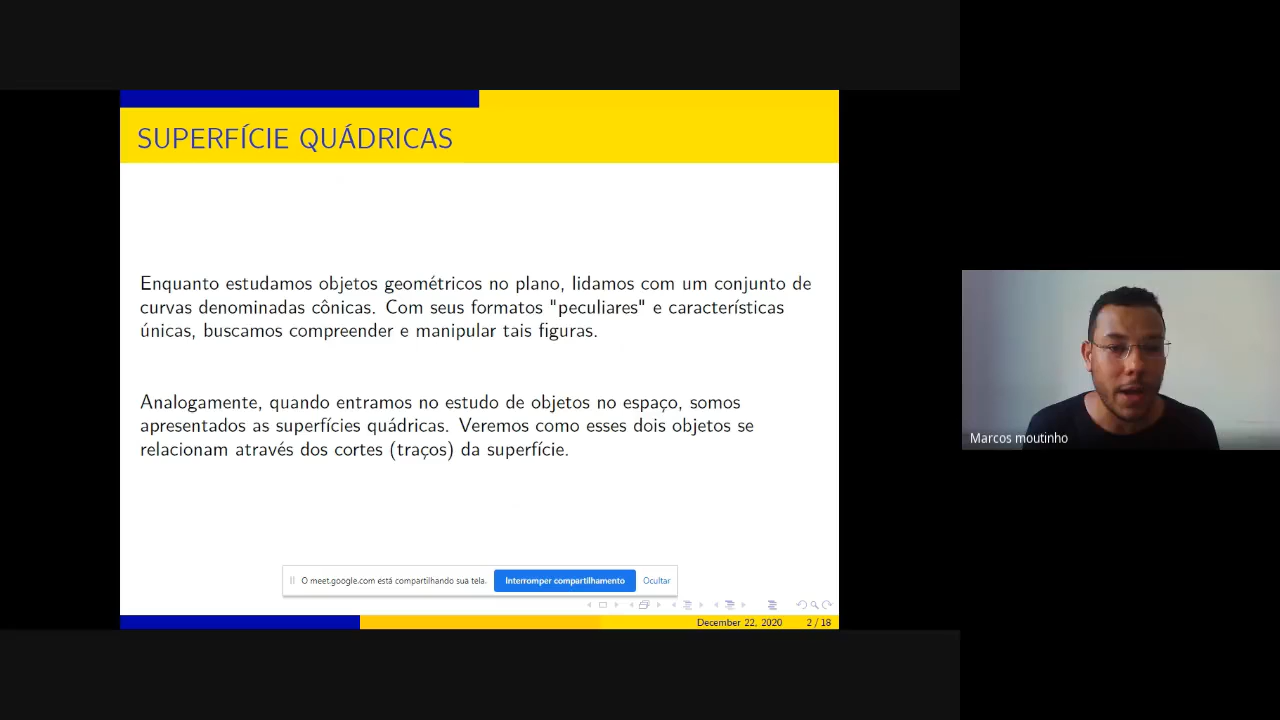 SUPERFÍCIE QUÁDRICAS
Enquanto estudamos objetos geométricos no plano, lidamos com um conjunto de
curvas denominadas cônicas. Com seus formatos "peculiares" e características
únicas, buscamos compreender e manipular tais figuras.
Analogamente, quando entramos no estudo de objetos no espaço, somos
apresentados as superfícies quádricas. Veremos como esses dois objetos se
relacionam através dos cortes (traços) da superfície.
Marcos moutinho
O meet.google.com está compartilhando sua tela.
Interromper compartilhamento
Ocultar
December 22, 2020
2 / 18